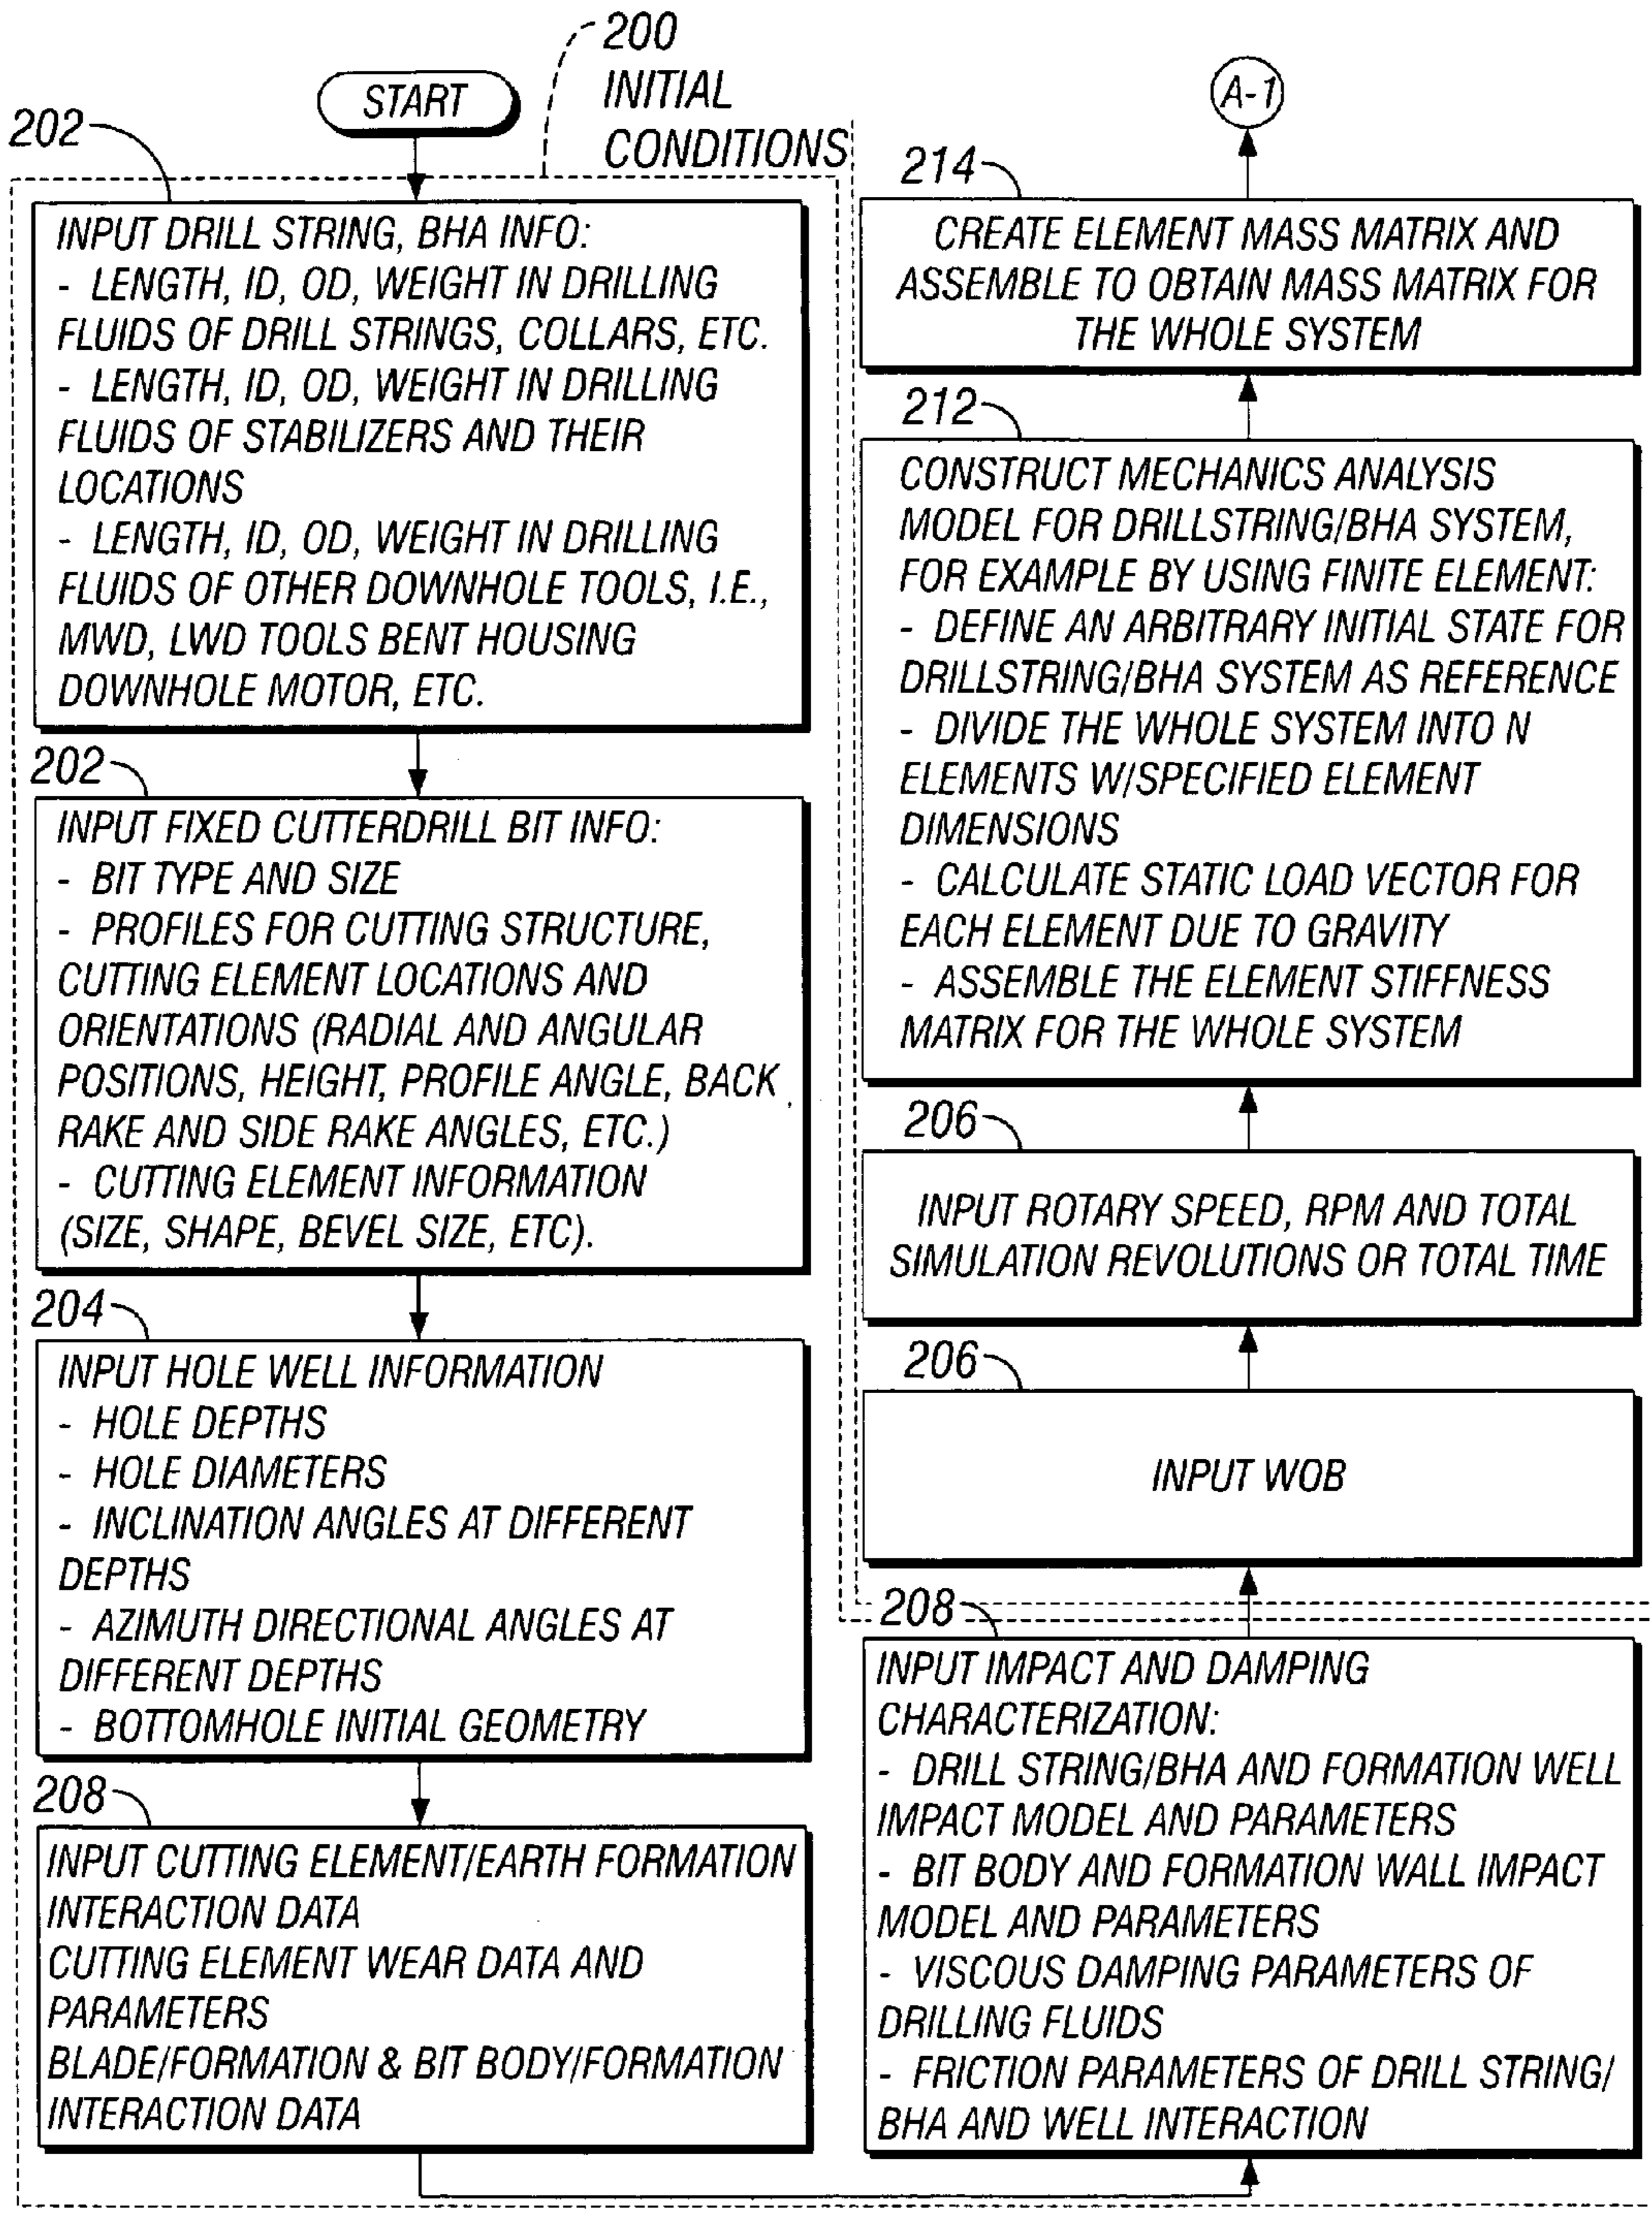 200
INITIAL
CONDITIONS
START
202
INPUT DRILL STRING, BHA INFO:
- LENGTH, ID, OD, WEIGHT IN DRILLING
FLUIDS OF DRILL STRINGS, COLLARS, ETC.
- LENGTH, ID, OD, WEIGHT IN DRILLING
FLUIDS OF STABILIZERS AND THEIR
LOCATIONS
- LENGTH, ID, OD, WEIGHT IN DRILLING
FLUIDS OF OTHER DOWNHOLE TOOLS, I.E.,
MWD, LWD TOOLS BENT HOUSING
DOWNHOLE MOTOR, ETC.
202
INPUT FIXED CUTTERDRILL BIT INFO:
- BIT TYPE AND SIZE
- PROFILES FOR CUTTING STRUCTURE,
CUTTING ELEMENT LOCATIONS AND
ORIENTATIONS (RADIAL AND ANGULAR
POSITIONS, HEIGHT, PROFILE ANGLE, BACK
RAKE AND SIDE RAKE ANGLES, ETC.)
- CUTTING ELEMENT INFORMATION
(SIZE, SHAPE, BEVEL SIZE, ETC).
204
INPUT HOLE WELL INFORMATION
- HOLE DEPTHS
- HOLE DIAMETERS
- INCLINATION ANGLES AT DIFFERENT
DEPTHS
- AZIMUTH DIRECTIONAL ANGLES AT
DIFFERENT DEPTHS
- BOTTOMHOLE INITIAL GEOMETRY
208
INPUT CUTTING ELEMENT/EARTH FORMATION
INTERACTION DATA
CUTTING ELEMENT WEAR DATA AND
PARAMETERS
BLADE/FORMATION & BIT BODY/FORMATION
INTERACTION DATA
208
INPUT IMPACT AND DAMPING
CHARACTERIZATION:
- DRILL STRING/BHA AND FORMATION WELL
IMPACT MODEL AND PARAMETERS
- BIT BODY AND FORMATION WALL IMPACT
MODEL AND PARAMETERS
- VISCOUS DAMPING PARAMETERS OF
DRILLING FLUIDS
- FRICTION PARAMETERS OF DRILL STRING/
BHA AND WELL INTERACTION
206
INPUT WOB
206
INPUT ROTARY SPEED, RPM AND TOTAL
SIMULATION REVOLUTIONS OR TOTAL TIME
212
CONSTRUCT MECHANICS ANALYSIS
MODEL FOR DRILLSTRING/BHA SYSTEM,
FOR EXAMPLE BY USING FINITE ELEMENT:
- DEFINE AN ARBITRARY INITIAL STATE FOR
DRILLSTRING/BHA SYSTEM AS REFERENCE
- DIVIDE THE WHOLE SYSTEM INTO N
ELEMENTS W/SPECIFIED ELEMENT
DIMENSIONS
- CALCULATE STATIC LOAD VECTOR FOR
EACH ELEMENT DUE TO GRAVITY
- ASSEMBLE THE ELEMENT STIFFNESS
MATRIX FOR THE WHOLE SYSTEM
214
CREATE ELEMENT MASS MATRIX AND
ASSEMBLE TO OBTAIN MASS MATRIX FOR
THE WHOLE SYSTEM
A-1